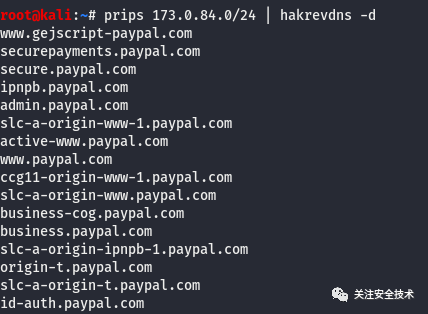 root@kali:~# prips 173.0.84.0/24 | hakrevdns -d
www.gejscript-paypal.com
securepayments.paypal.com
secure.paypal.com
ipnpb.paypal.com
admin.paypal.com
slc-a-origin-www-1.paypal.com
active-www.paypal.com
www.paypal.com
ccg11-origin-www-1.paypal.com
slc-a-origin-www.paypal.com
business-cog.paypal.com
business.paypal.com
slc-a-origin-ipnpb-1.paypal.com
origin-t.paypal.com
slc-a-origin-t.paypal.com
id-auth.paypal.com
关注安全技术